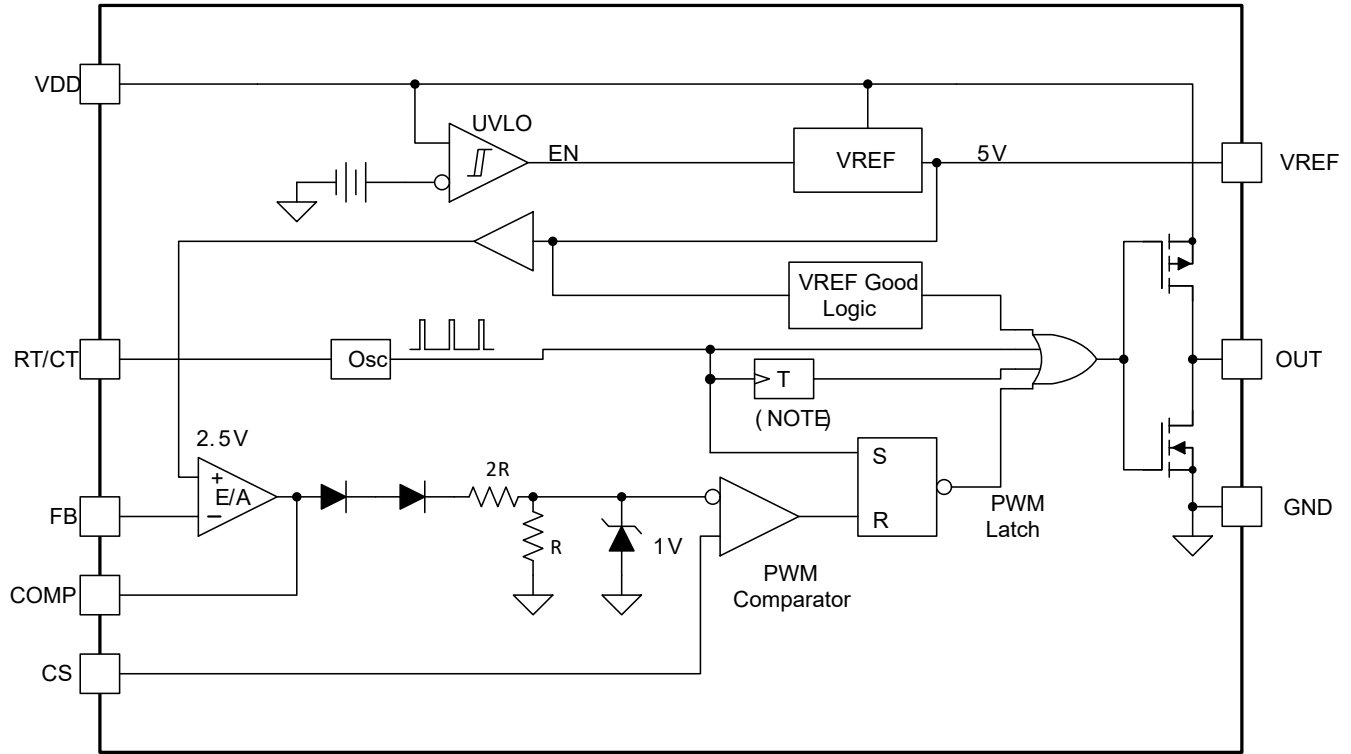 VDD
UVLO
EN
VREF
5V
VREF
VREF Good
Logic
RT/CT
Osc
T
(NOTE)
OUT
2.5V
+
E/A
−
FB
2R
R
1V
S
R
PWM
Latch
GND
PWM
Comparator
COMP
CS